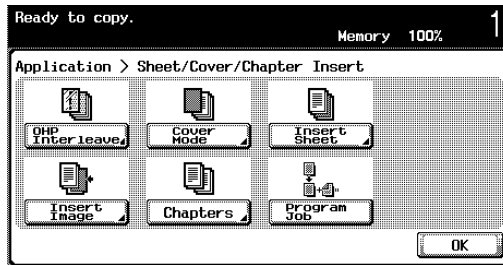 Ready to copy.
1
Memory 100%
Application > Sheet/Cover/Chapter Insert
OHP
Interleave
Cover
Mode
Insert
Sheet
Insert
Image
Chapters
Program
Job
OK